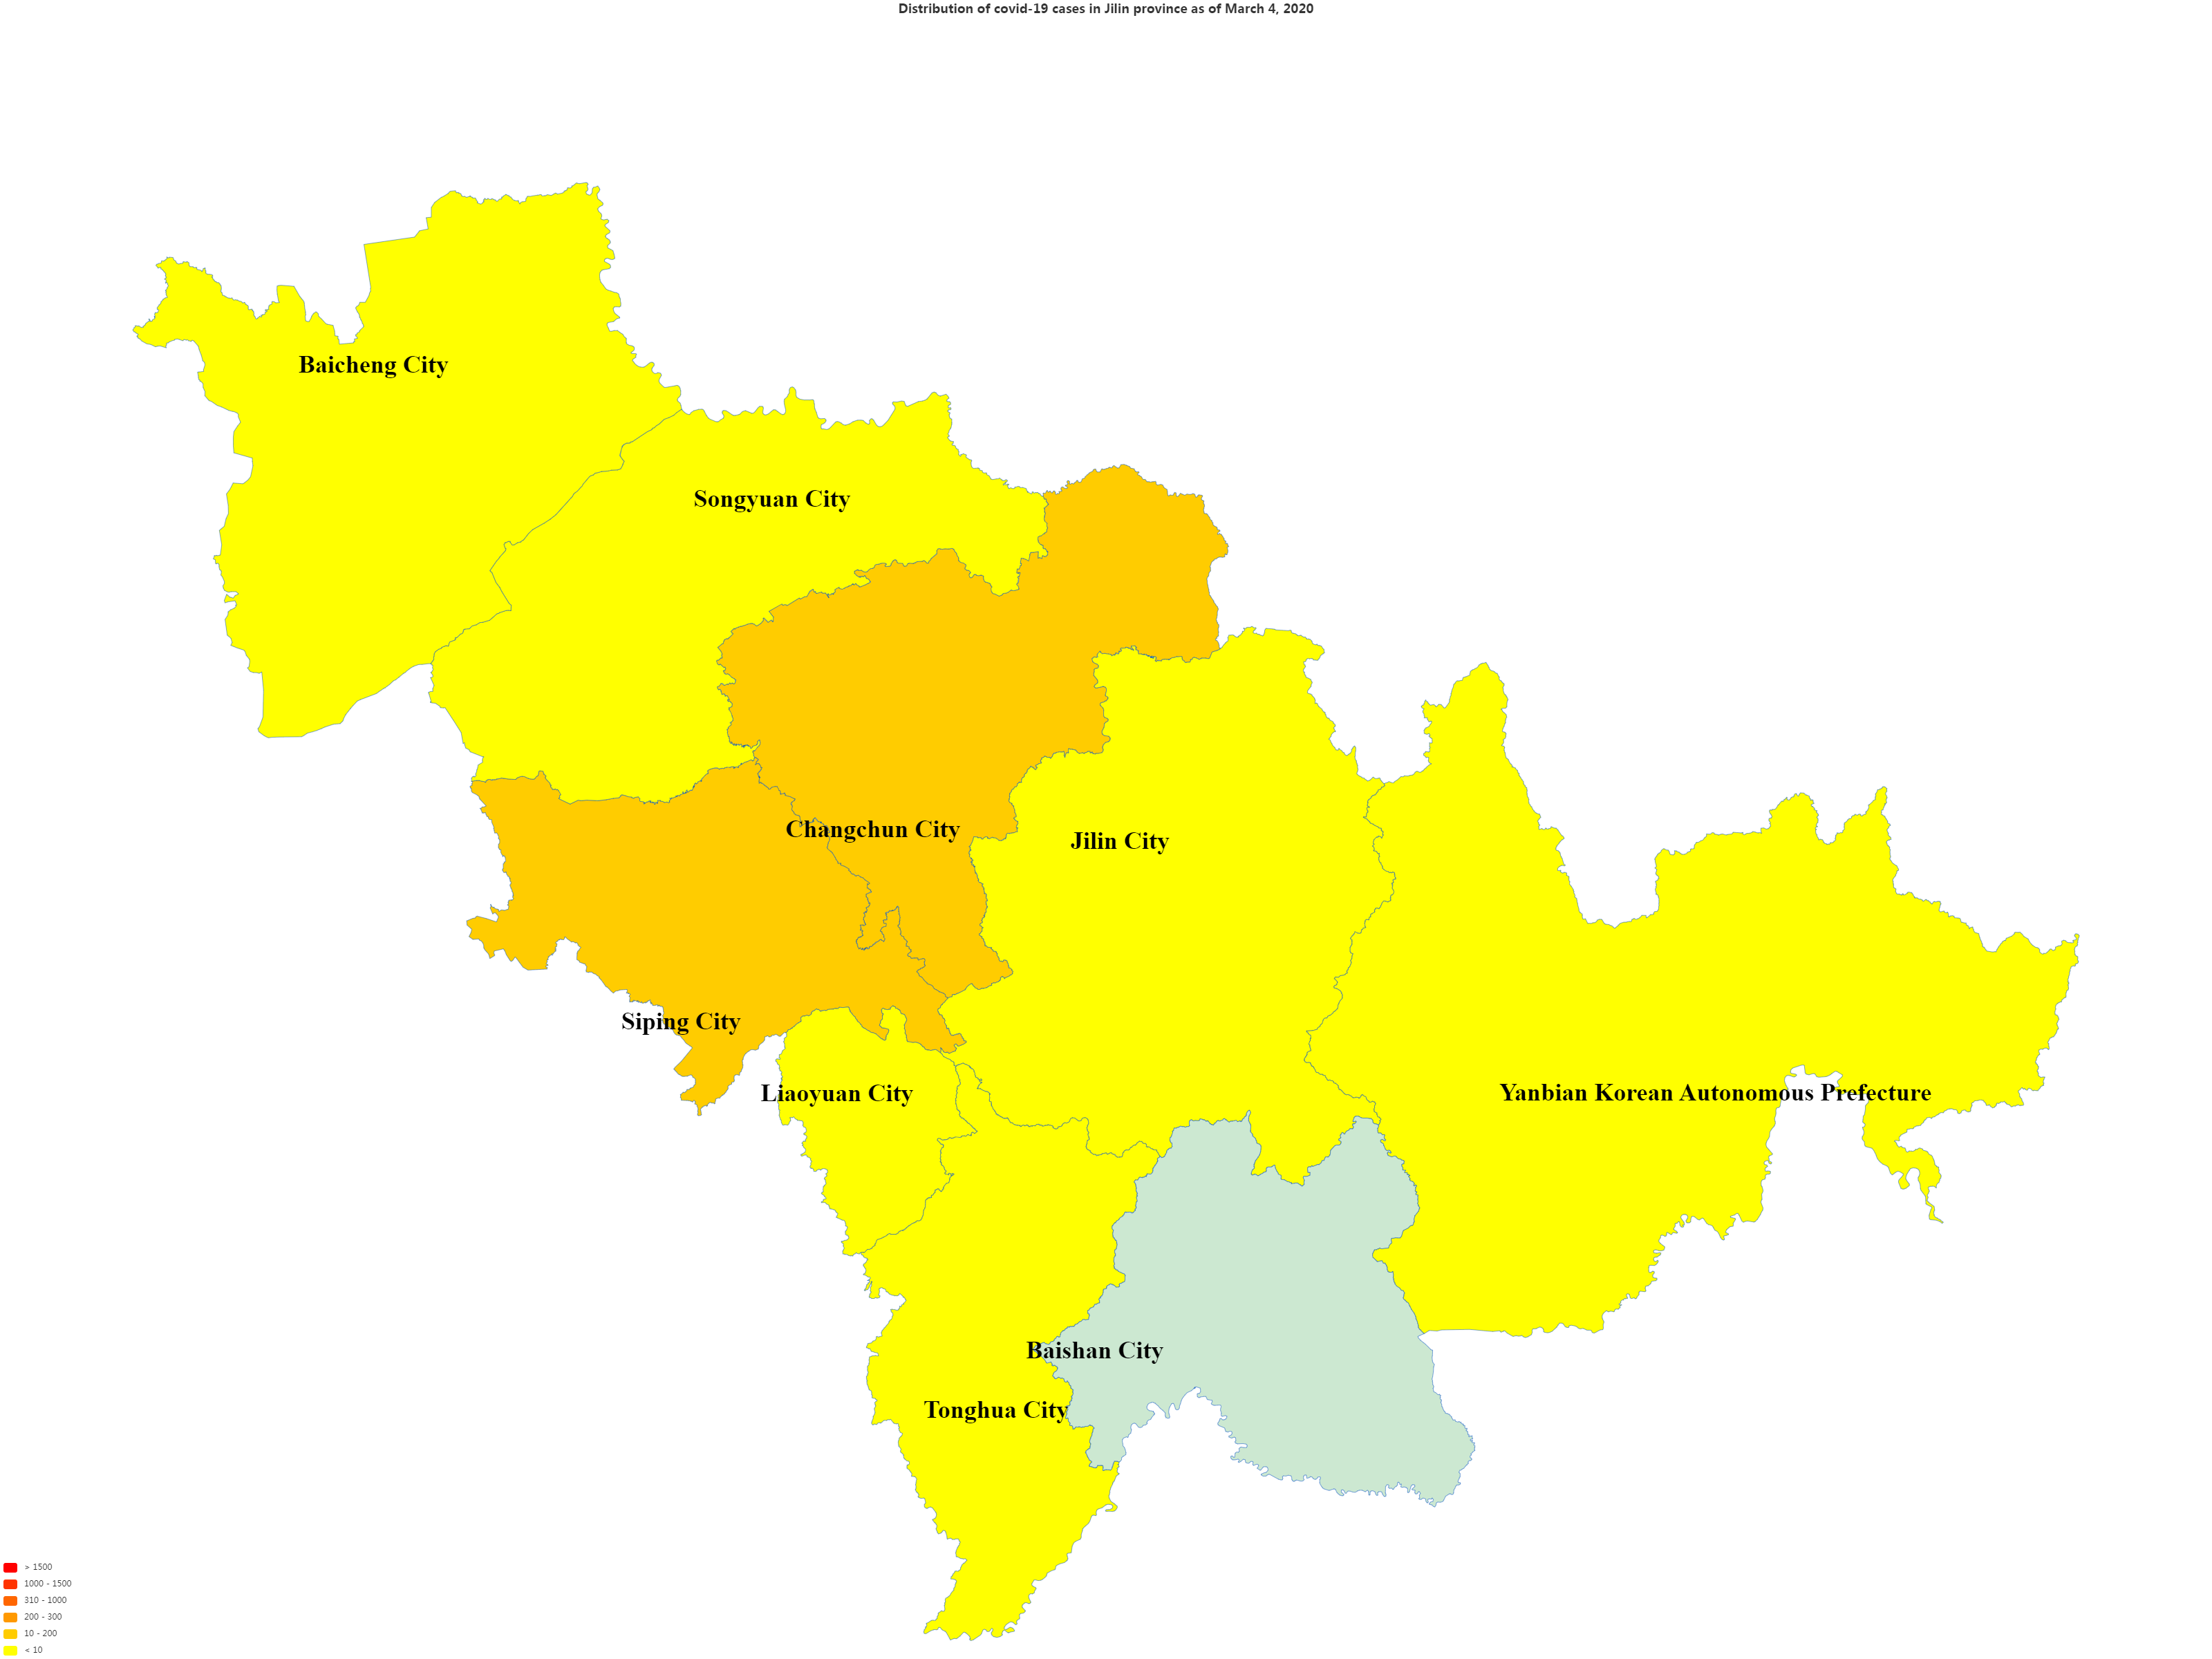 Distribution of covid-19 cases in Jilin province as of March 4, 2020
Baicheng City
Songyuan City
Changchun City
Jilin City
Siping City
Liaoyuan City
Yanbian Korean Autonomous Prefecture
Baishan City
Tonghua City
> 1500
1000 - 1500
310 - 1000
200 - 300
10 - 200
< 10